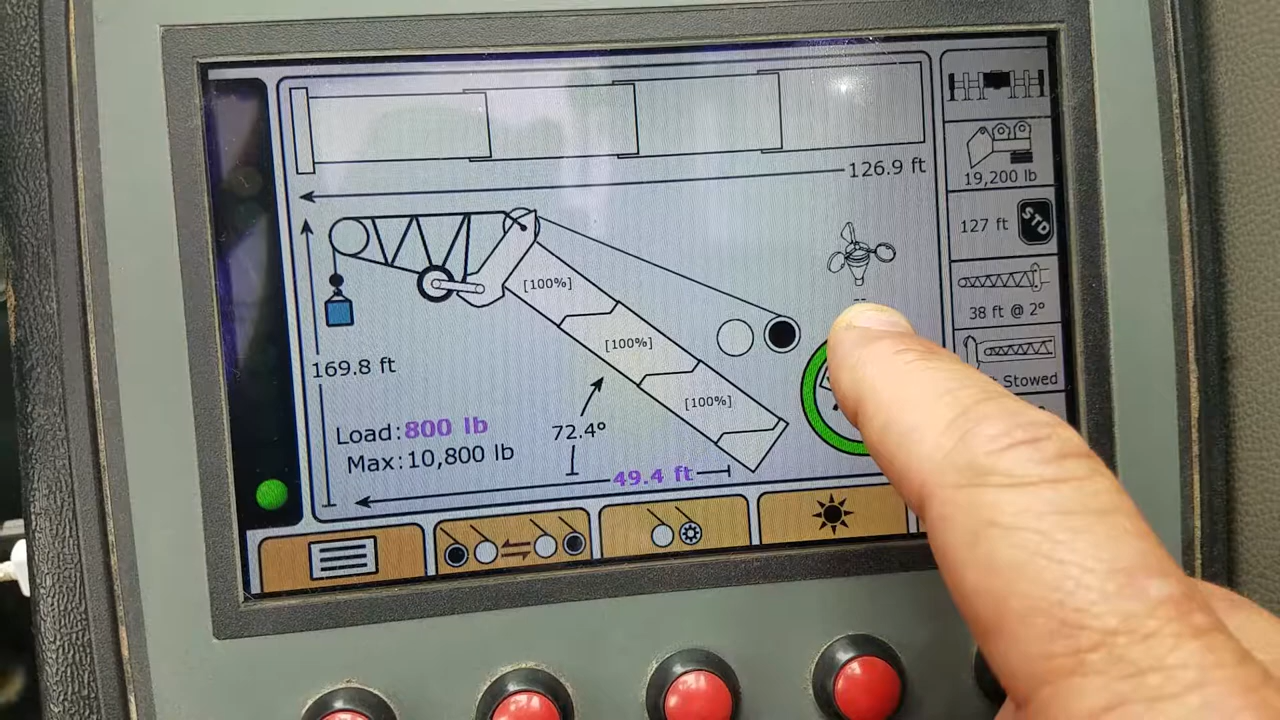 126.9 ft
19,200 lb
127 ft STD
[100%]
--
38 ft @ 2°
[100%]
169.8 ft
Stowed
[100%]
Load:800 lb
72.4°
Max:10,800 lb
49.4 ft